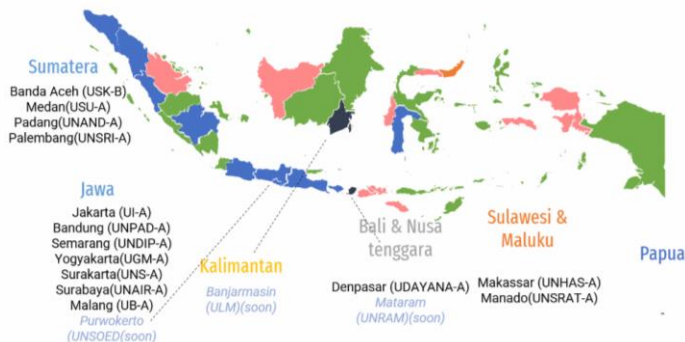 Sumatera
Banda Aceh (USK-B)
Medan(USU-A)
Padang(UNAND-A)
Palembang(UNSRI-A)
Jawa
Jakarta (UI-A)
Bandung (UNPAD-A)
Semarang (UNDIP-A)
Yogyakarta(UGM-A)
Surakarta(UNS-A)
Surabaya(UNAIR-A)
Malang (UB-A)
Purwokerto
(UNSOED(soon)
Kalimantan
Banjarmasin
(ULM)(soon)
Bali & Nusa
tenggara
Denpasar (UDAYANA-A)
Mataram
(UNRAM)(soon)
Sulawesi &
Maluku
Makassar (UNHAS-A)
Manado(UNSRAT-A)
Papua